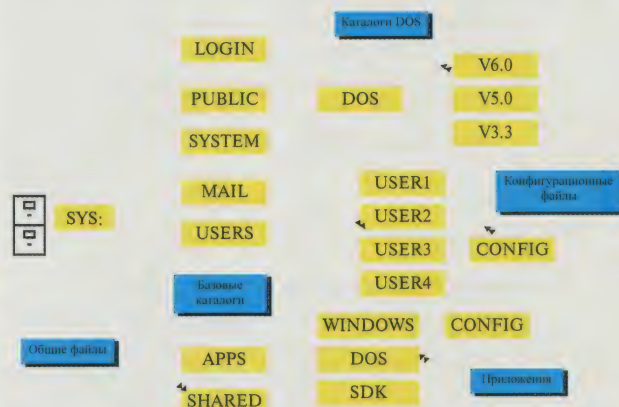 Каталоги DOS
LOGIN
V6.0
PUBLIC
DOS
V5.0
SYSTEM
V3.3
MAIL
USER1
Конфигурационные
файлы
SYS:
USER2
USERS
USER3
CONFIG
Базовые
каталоги
USER4
WINDOWS
CONFIG
Общие файлы
APPS
DOS
Приложения
SHARED
SDK